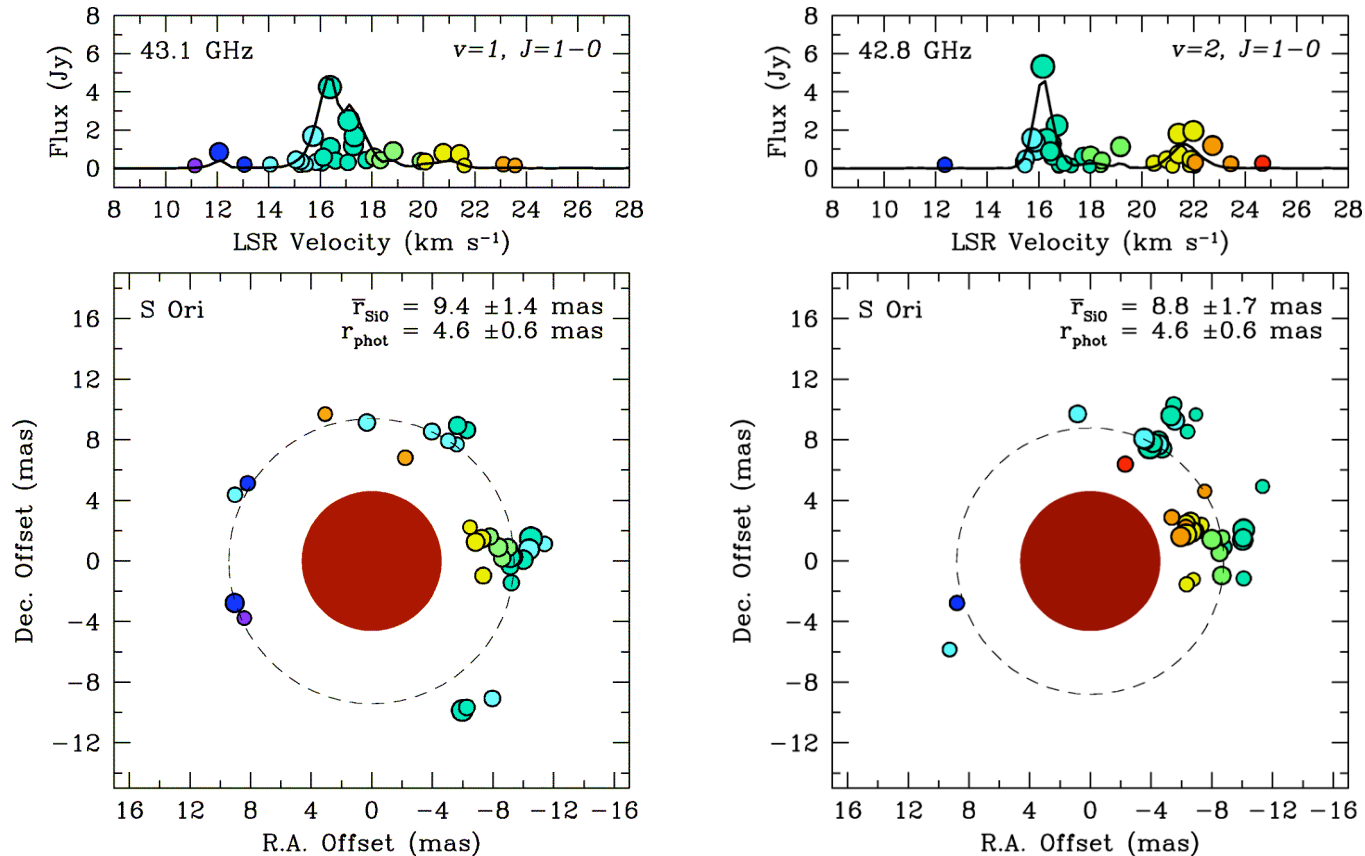 43.1 GHz
v=1, J=1−0
Flux (Jy)
8
6
4
2
0
8 10 12 14 16 18 20 22 24 26 28
LSR Velocity (km s⁻¹)
S Ori
r̅SiO = 9.4 ±1.4 mas
rphot = 4.6 ±0.6 mas
Dec. Offset (mas)
16
12
8
4
0
−4
−8
−12
12 8 4 0 −4 −8 −12 −16
R.A. Offset (mas)
42.8 GHz
v=2, J=1−0
Flux (Jy)
8
6
4
2
0
8 10 12 14 16 18 20 22 24 26 28
LSR Velocity (km s⁻¹)
S Ori
r̅SiO = 8.8 ±1.7 mas
rphot = 4.6 ±0.6 mas
Dec. Offset (mas)
16
12
8
4
0
−4
−8
−12
16 12 8 4 0 −4 −8 −12 −16
R.A. Offset (mas)